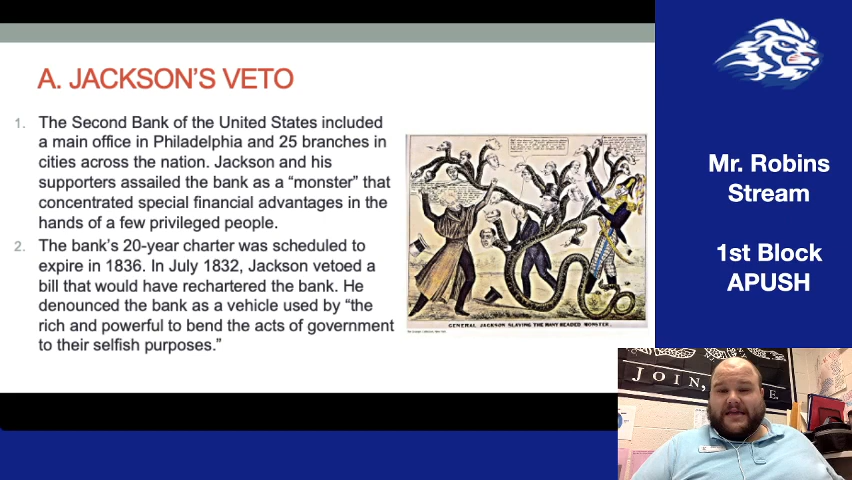 A. JACKSON'S VETO
1. The Second Bank of the United States included
a main office in Philadelphia and 25 branches in
cities across the nation. Jackson and his
supporters assailed the bank as a “monster” that
concentrated special financial advantages in the
hands of a few privileged people.
2. The bank's 20-year charter was scheduled to
expire in 1836. In July 1832, Jackson vetoed a
bill that would have rechartered the bank. He
denounced the bank as a vehicle used by “the
rich and powerful to bend the acts of government
to their selfish purposes.”
GENERAL JACKSON SLAYING THE MANY HEADED MONSTER.
Mr. Robins
Stream
1st Block
APUSH
JOIN,
E.